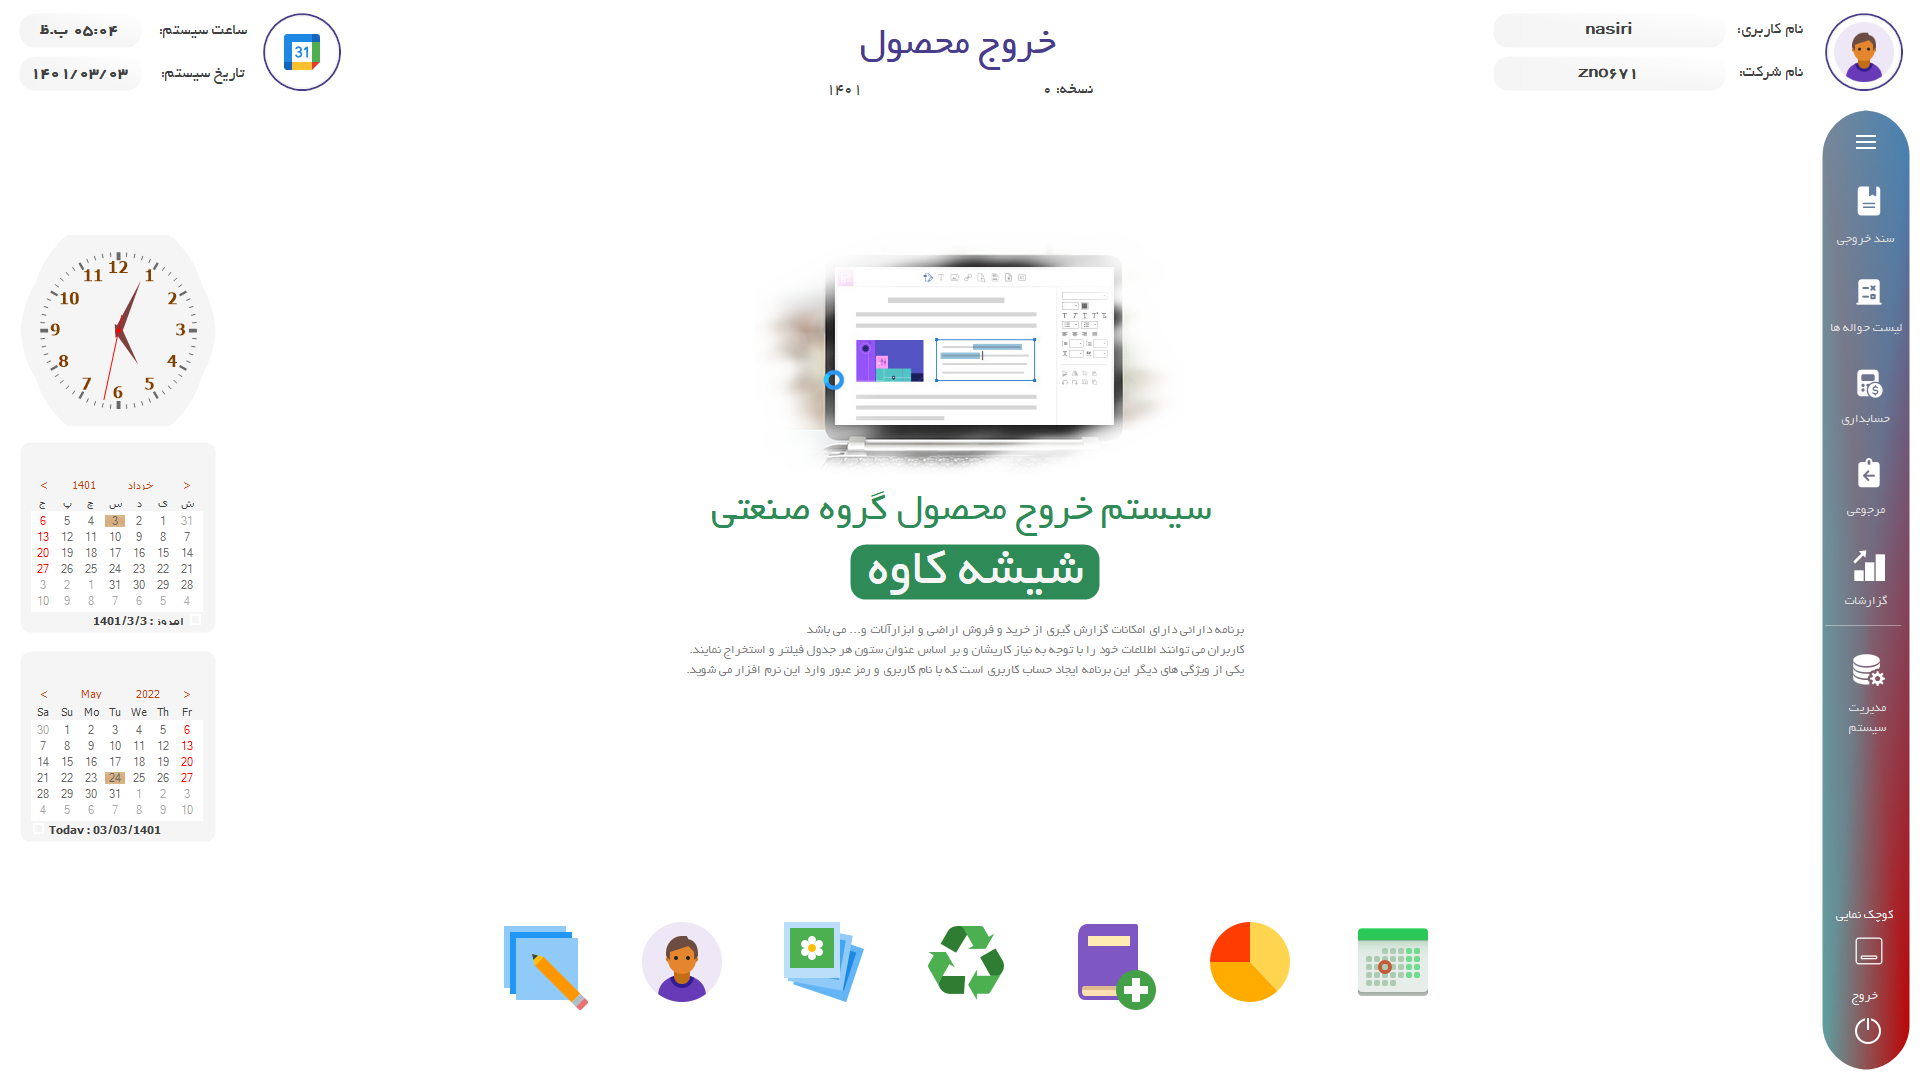 نام کاربری:
nasiri
نام شرکت:
zno۶۷۱
خروج محصول
نسخه: ۰
۱۴۰۱
ساعت سیستم:
۰۵:۰۴ ب.ظ
تاریخ سیستم:
۱۴۰۱/۰۳/۰۳
31
سند خروجی
لیست حواله ها
حسابداری
مرجوعی
گزارشات
مدیریت
سیستم
کوچک نمایی
خروج
12
1
2
3
4
5
6
7
8
9
10
11
< 1401 خرداد >
ج پ چ س د ی ش
6 5 4 3 2 1 31
13 12 11 10 9 8 7
20 19 18 17 16 15 14
27 26 25 24 23 22 21
3 2 1 31 30 29 28
10 9 8 7 6 5 4
امروز : 1401/3/3
< May 2022 >
Sa Su Mo Tu We Th Fr
30 1 2 3 4 5 6
7 8 9 10 11 12 13
14 15 16 17 18 19 20
21 22 23 24 25 26 27
28 29 30 31 1 2 3
4 5 6 7 8 9 10
Today : 03/03/1401
سیستم خروج محصول گروه صنعتی
شیشه کاوه
برنامه دارائی دارای امکانات گزارش گیری از خرید و فروش اراضی و ابزارآلات و... می باشد
کاربران می توانند اطلاعات خود را با توجه به نیاز کاریشان و بر اساس عنوان ستون هر جدول فیلتر و استخراج نمایند.
یکی از ویژگی های دیگر این برنامه ایجاد حساب کاربری است که با نام کاربری و رمز عبور وارد این نرم افزار می شوید.